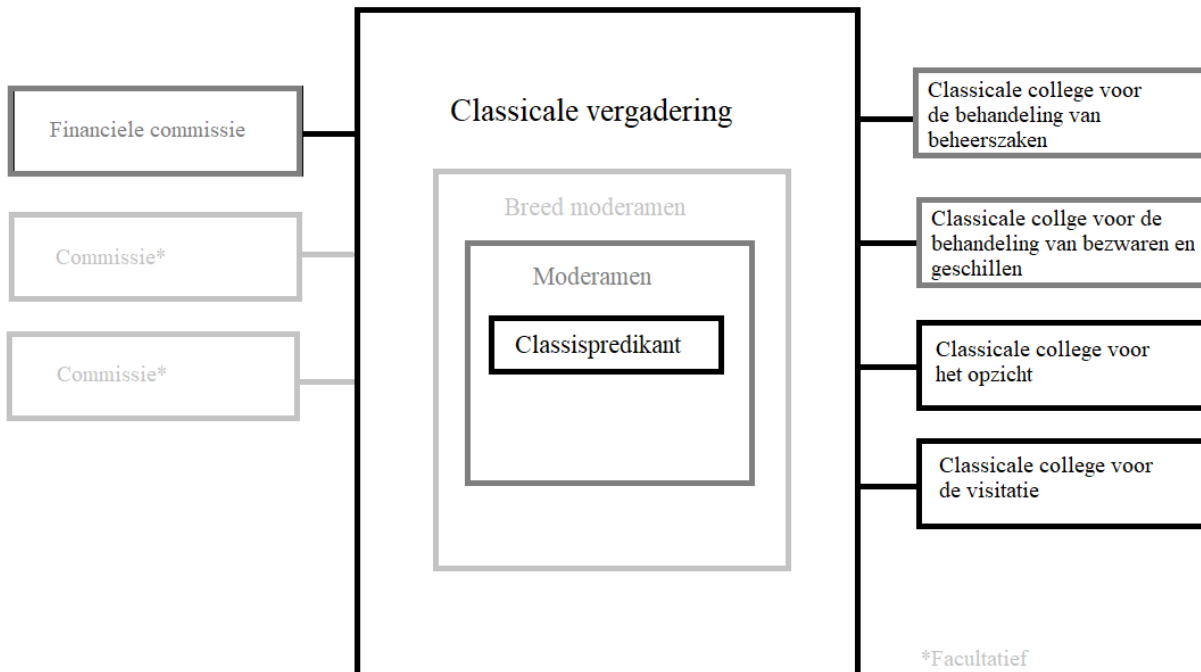 Financiele commissie
Commissie*
Commissie*
Classicale vergadering
Breed moderamen
Moderamen
Classispredikant
Classicale college voor
de behandeling van
beheerszaken
Classicale collge voor de
behandeling van bezwaren en
geschillen
Classicale college voor
het opzicht
Classicale college voor
de visitatie
*Facultatief